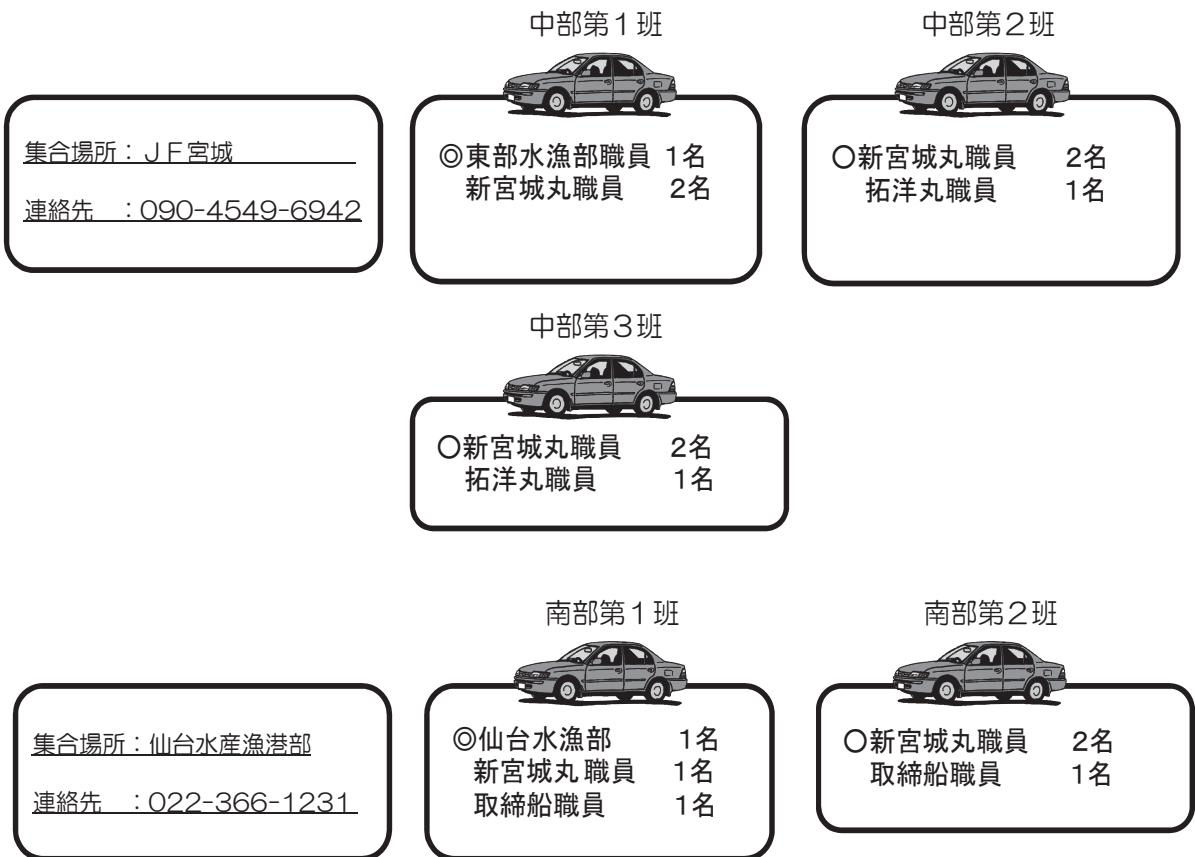 中部第１班
中部第２班
集合場所：ＪＦ宮城
連絡先　：090-4549-6942
◎東部水漁部職員 1名
新宮城丸職員　2名
〇新宮城丸職員　2名
拓洋丸職員　1名
中部第３班
〇新宮城丸職員　2名
拓洋丸職員　1名
南部第１班
南部第２班
集合場所：仙台水産漁港部
連絡先　：022-366-1231
◎仙台水漁部　1名
新宮城丸職員　1名
取締船職員　1名
〇新宮城丸職員　2名
取締船職員　1名